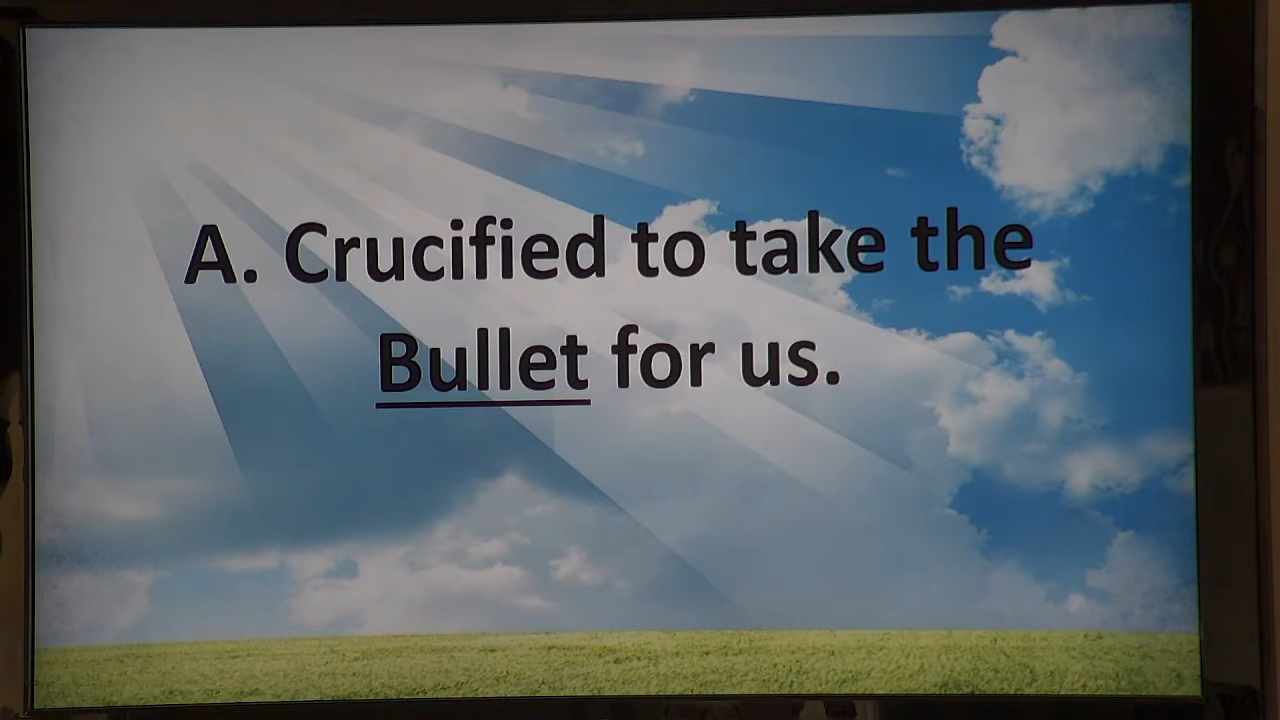 A. Crucified to take the
Bullet for us.